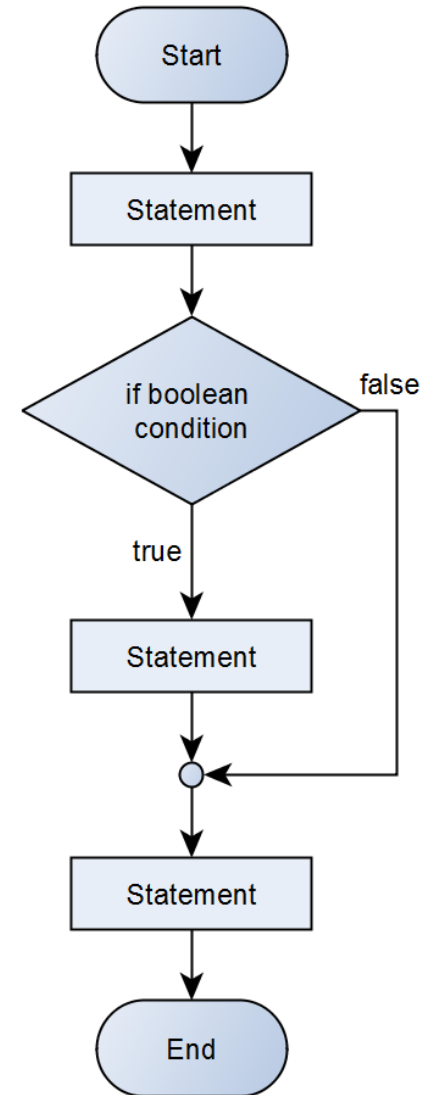 Start
Statement
if boolean
condition
false
true
Statement
Statement
End